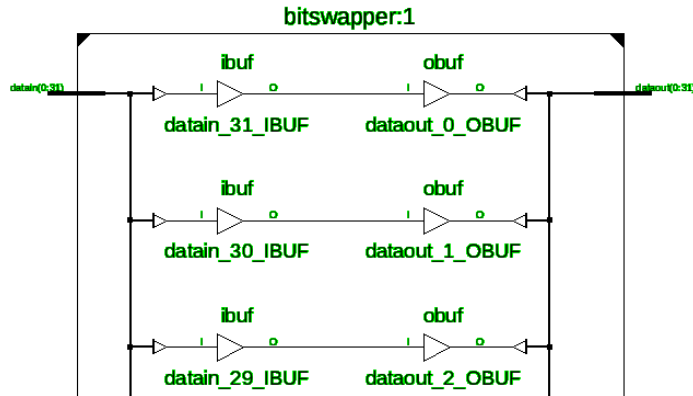 bitswapper:1
ibuf obuf
datain(0:31) I O I O dataout(0:31)
datain_31_IBUF dataout_0_OBUF
ibuf obuf
I O I O
datain_30_IBUF dataout_1_OBUF
ibuf obuf
I O I O
datain_29_IBUF dataout_2_OBUF